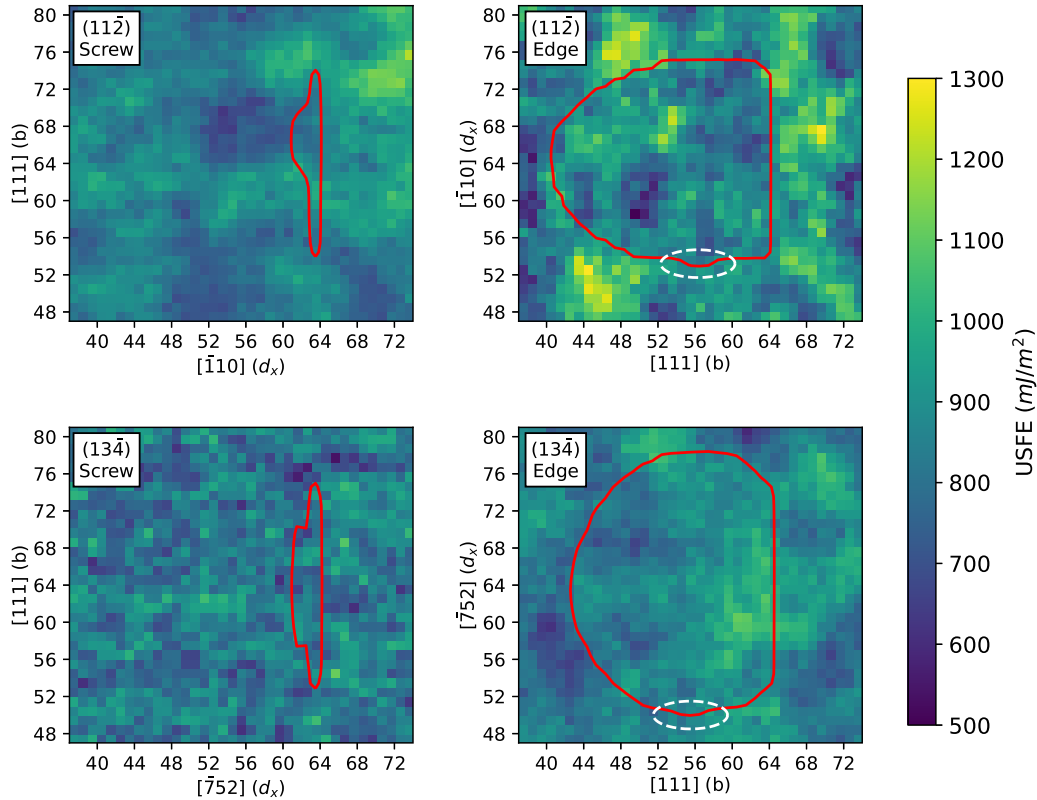 (112̄)
Screw
80
76
72
68
64
60
56
52
48
[111] (b)
40 44 48 52 56 60 64 68 72
[1̄10] (dₓ)
(112̄)
Edge
80
76
72
68
64
60
56
52
48
[1̄10] (dₓ)
40 44 48 52 56 60 64 68 72
[111] (b)
(134̄)
Screw
80
76
72
68
64
60
56
52
48
[111] (b)
40 44 48 52 56 60 64 68 72
[7̄52] (dₓ)
(134̄)
Edge
80
76
72
68
64
60
56
52
48
[7̄52] (dₓ)
40 44 48 52 56 60 64 68 72
[111] (b)
1300
1200
1100
1000
900
800
700
600
500
USFE (mJ/m²)